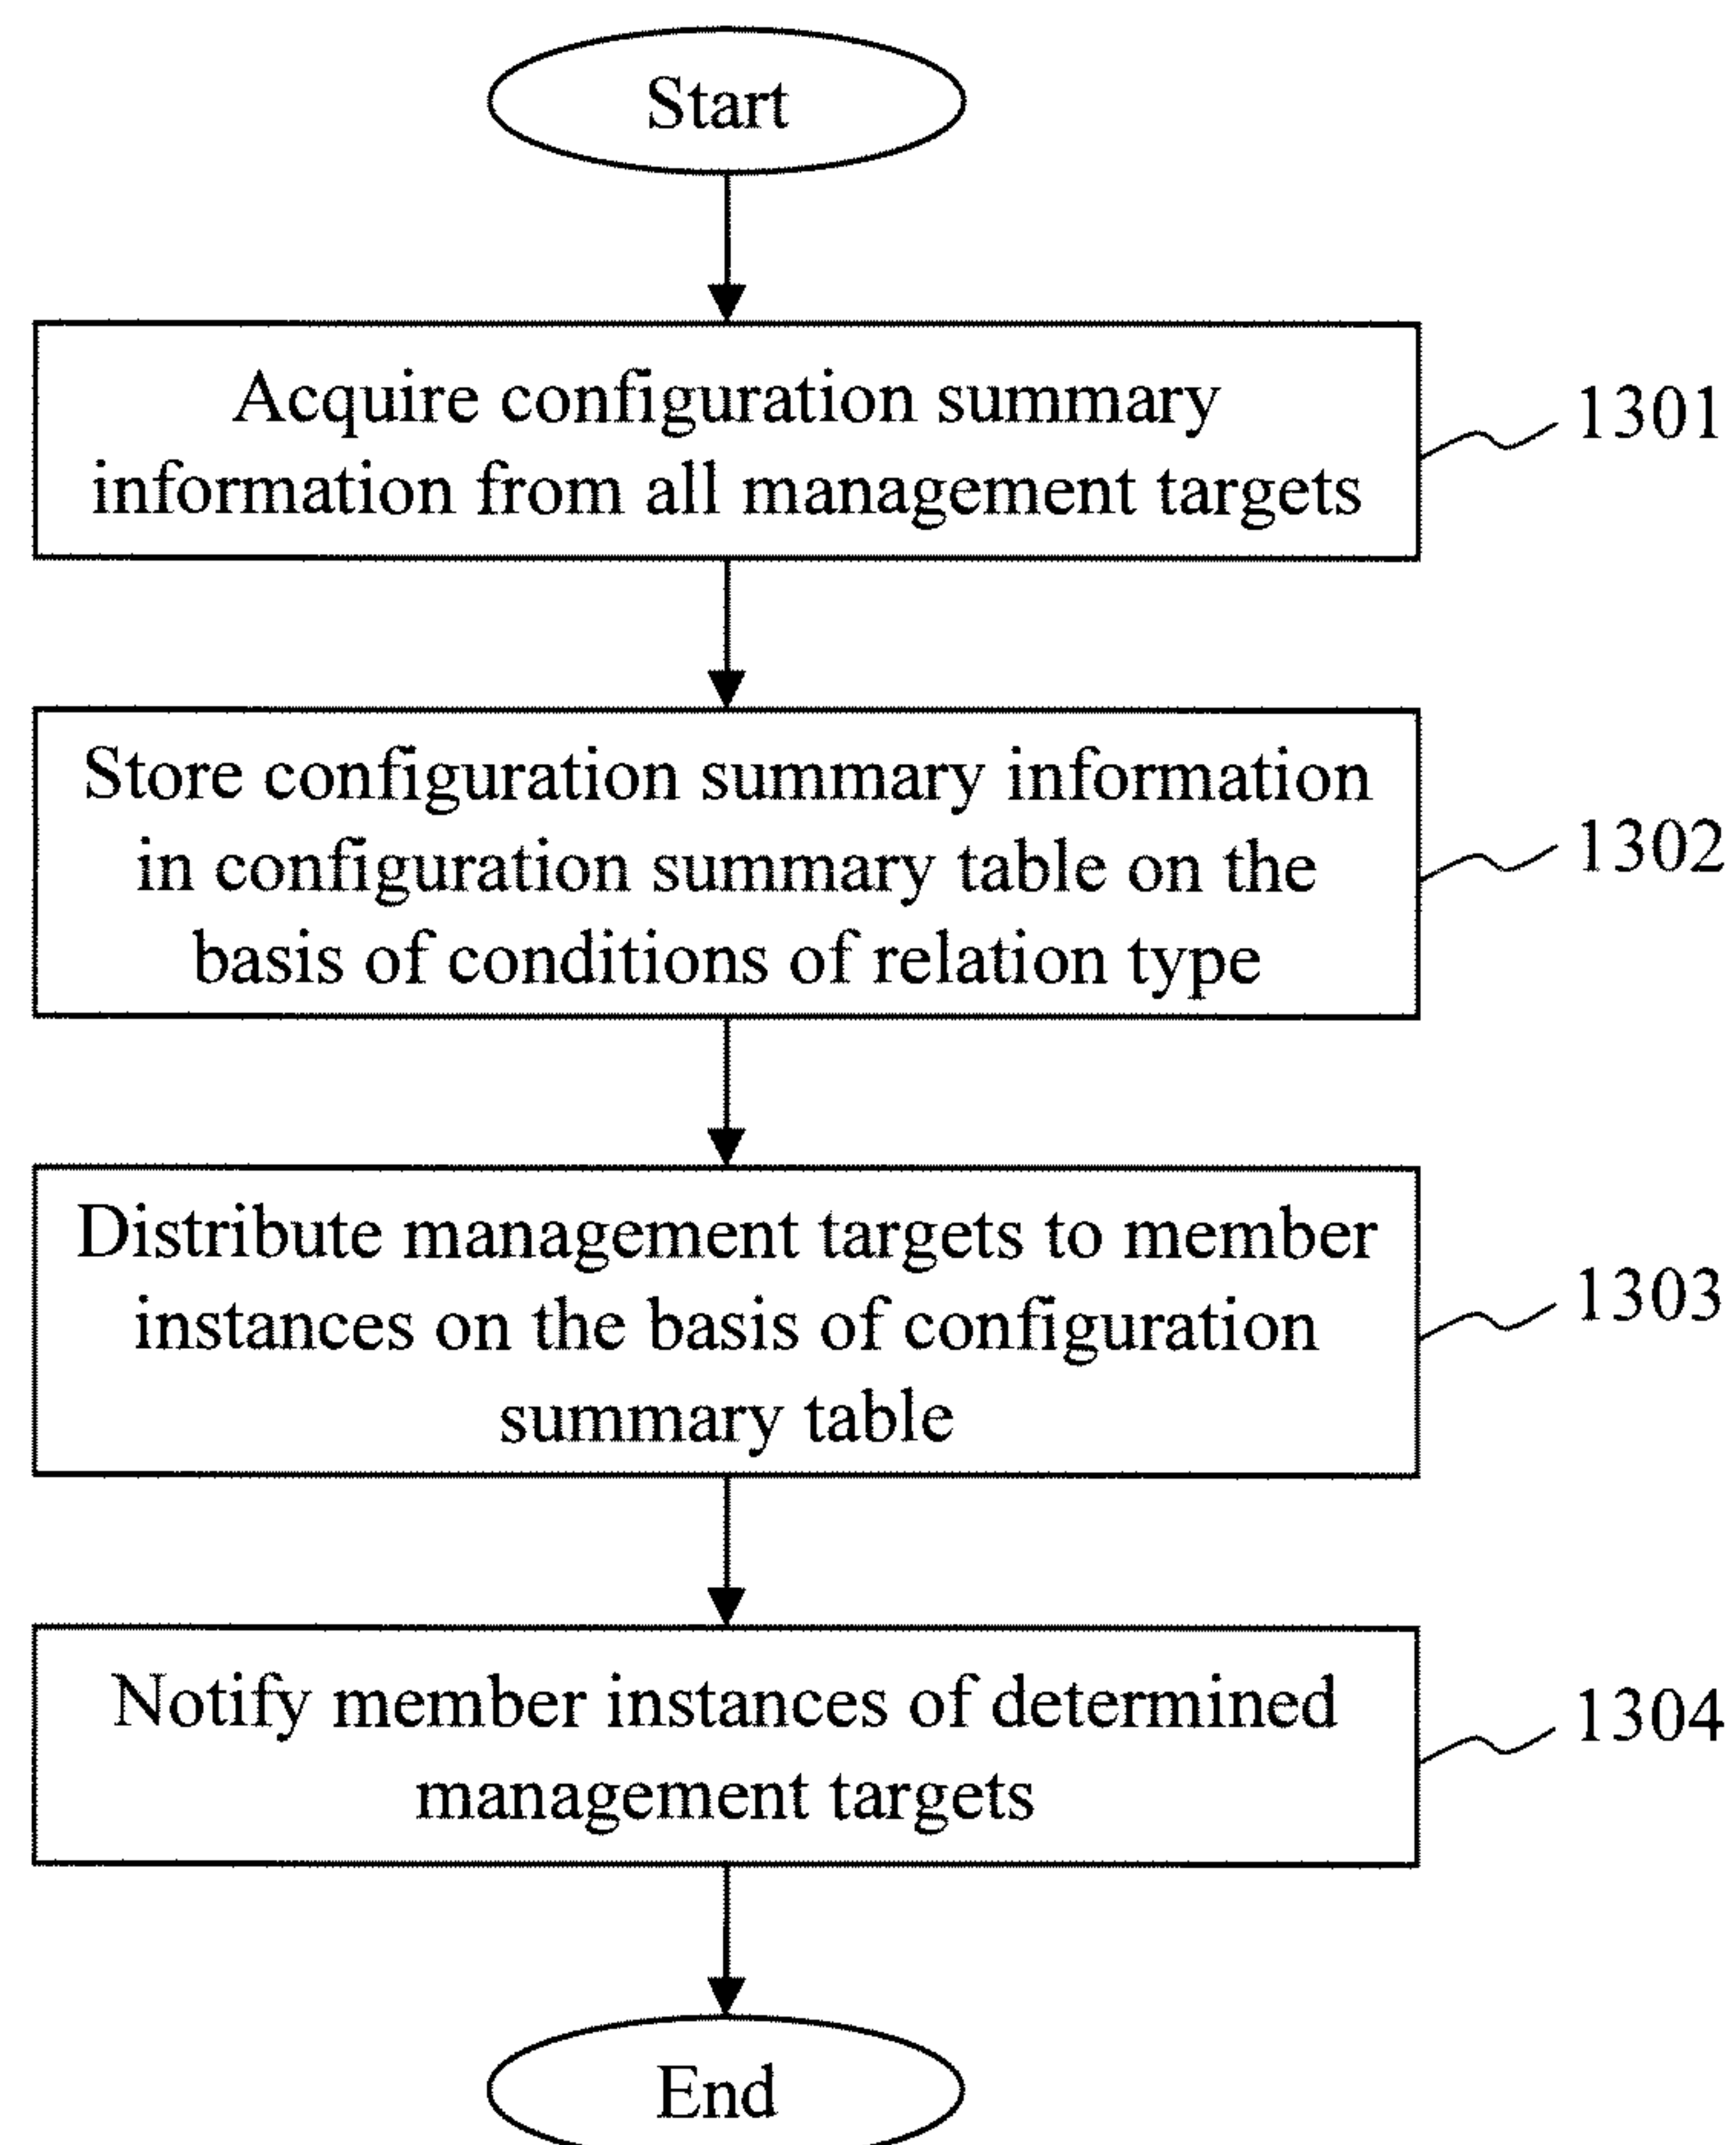 Start
Acquire configuration summary
information from all management targets
1301
Store configuration summary information
in configuration summary table on the
basis of conditions of relation type
1302
Distribute management targets to member
instances on the basis of configuration
summary table
1303
Notify member instances of determined
management targets
1304
End